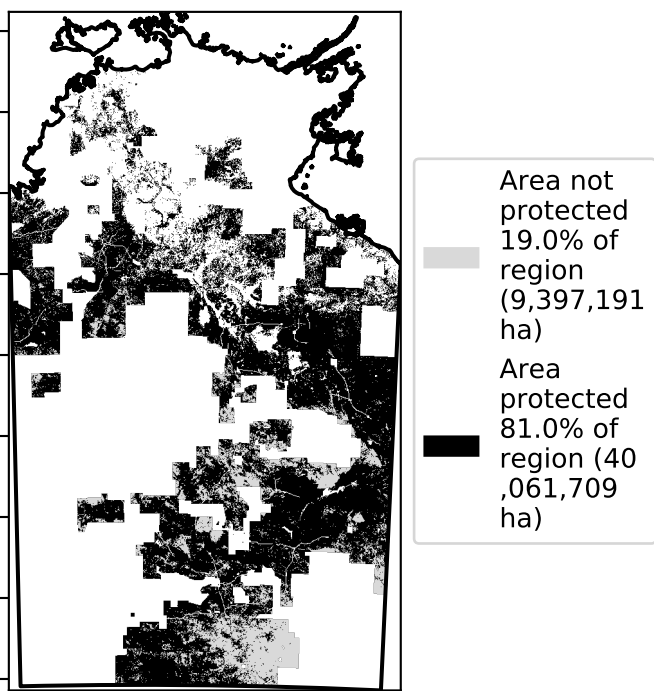 Area not
protected
19.0% of
region
(9,397,191
ha)
Area
protected
81.0% of
region (40
,061,709
ha)